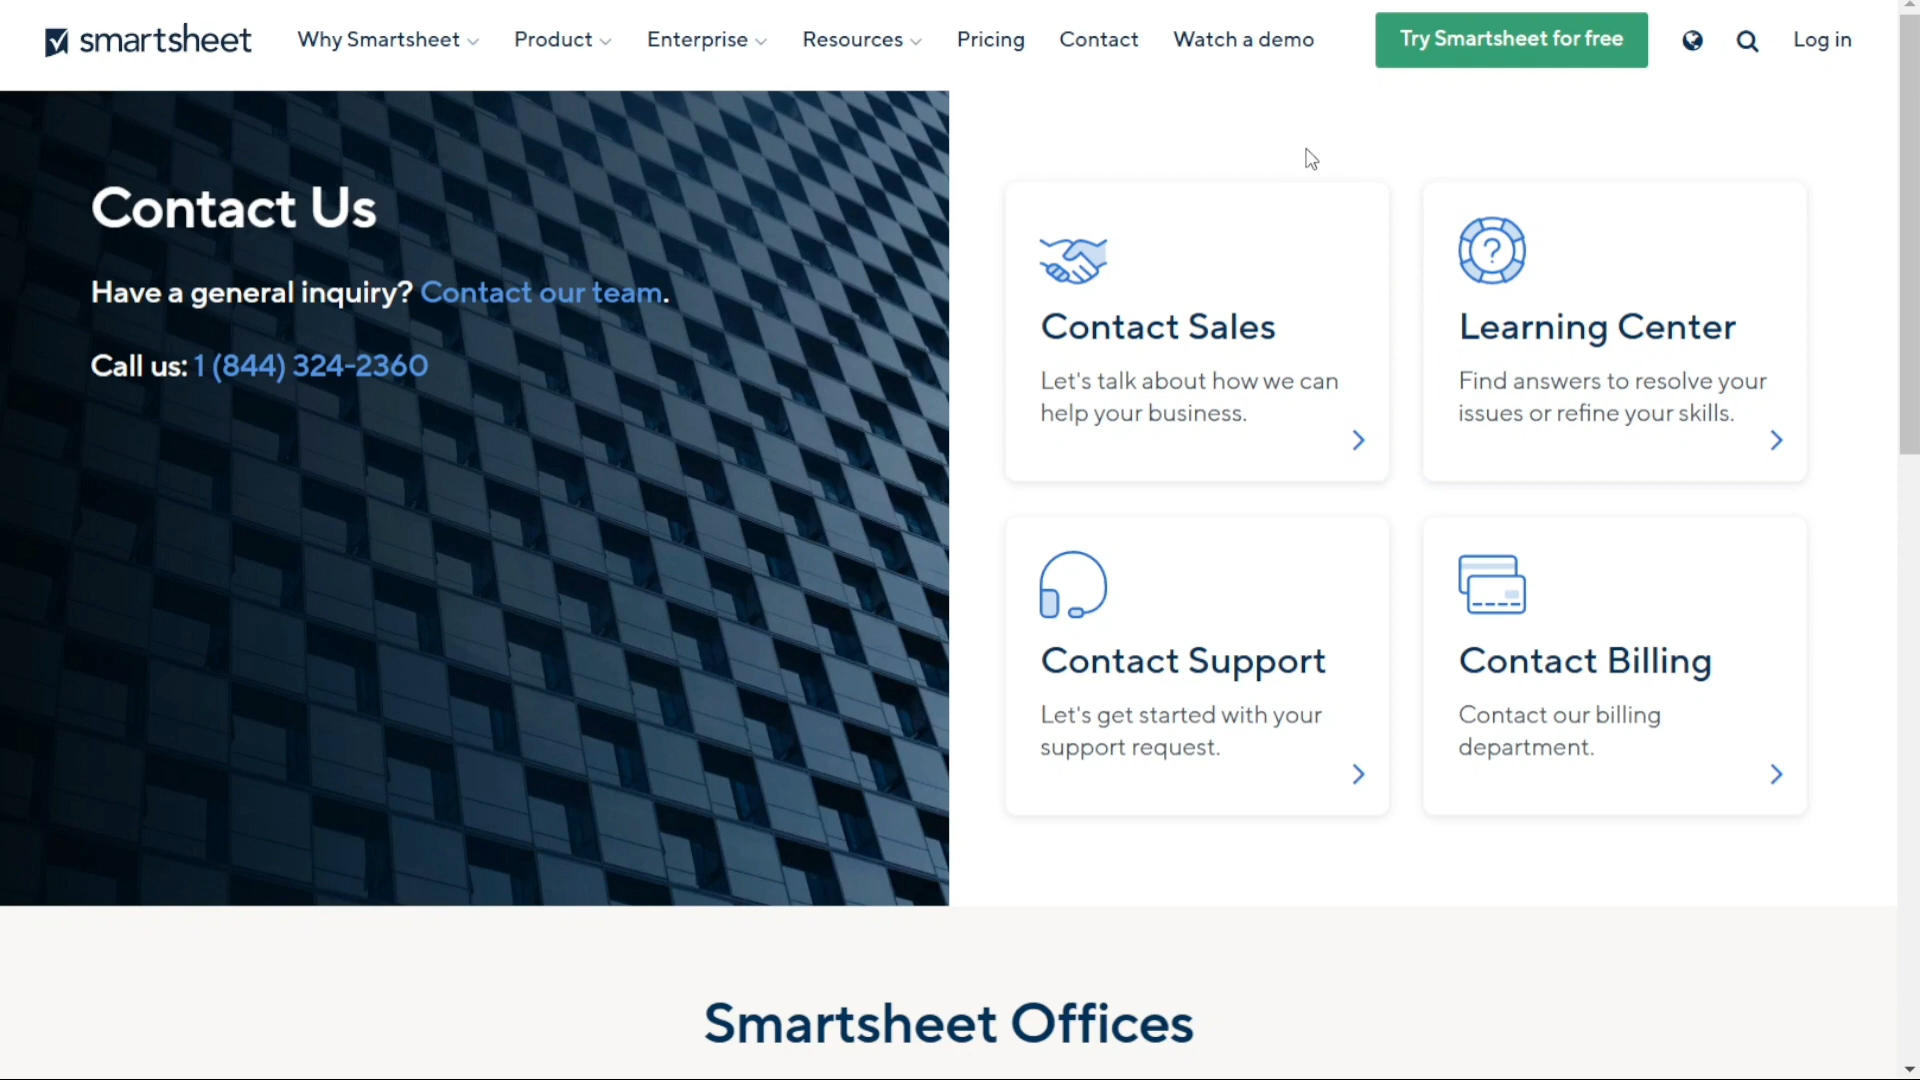 smartsheet
Why Smartsheet
Product
Enterprise
Resources
Pricing
Contact
Watch a demo
Try Smartsheet for free
Log in
Contact Us
Have a general inquiry? Contact our team.
Call us: 1 (844) 324-2360
Contact Sales
Let's talk about how we can
help your business.
Learning Center
Find answers to resolve your
issues or refine your skills.
Contact Support
Let's get started with your
support request.
Contact Billing
Contact our billing
department.
Smartsheet Offices